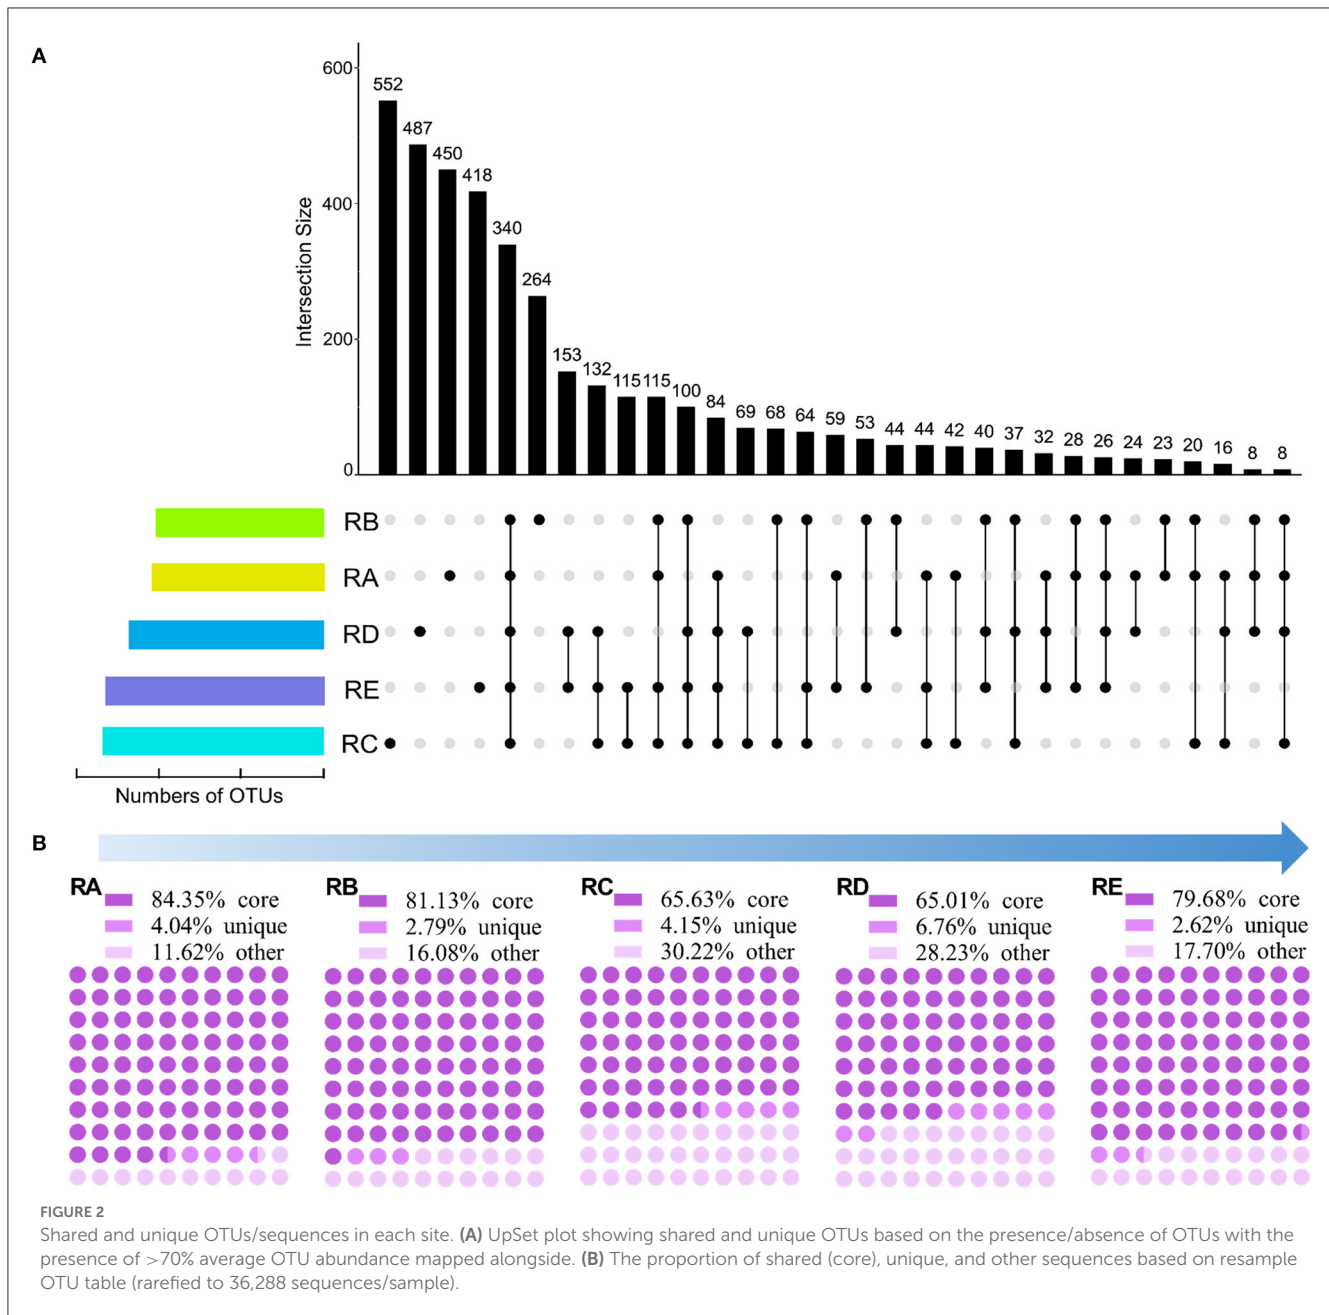 A
600
400
200
0
Intersection Size
552
487
450
418
340
264
153
132
115
115
100
84
69
68
64
59
53
44
44
42
40
37
32
28
26
24
23
20
16
8
8
RB
RA
RD
RE
RC
Numbers of OTUs
B
RA
84.35% core
4.04% unique
11.62% other
RB
81.13% core
2.79% unique
16.08% other
RC
65.63% core
4.15% unique
30.22% other
RD
65.01% core
6.76% unique
28.23% other
RE
79.68% core
2.62% unique
17.70% other
FIGURE 2
Shared and unique OTUs/sequences in each site. (A) UpSet plot showing shared and unique OTUs based on the presence/absence of OTUs with the
presence of >70% average OTU abundance mapped alongside. (B) The proportion of shared (core), unique, and other sequences based on resample
OTU table (rarefied to 36,288 sequences/sample).